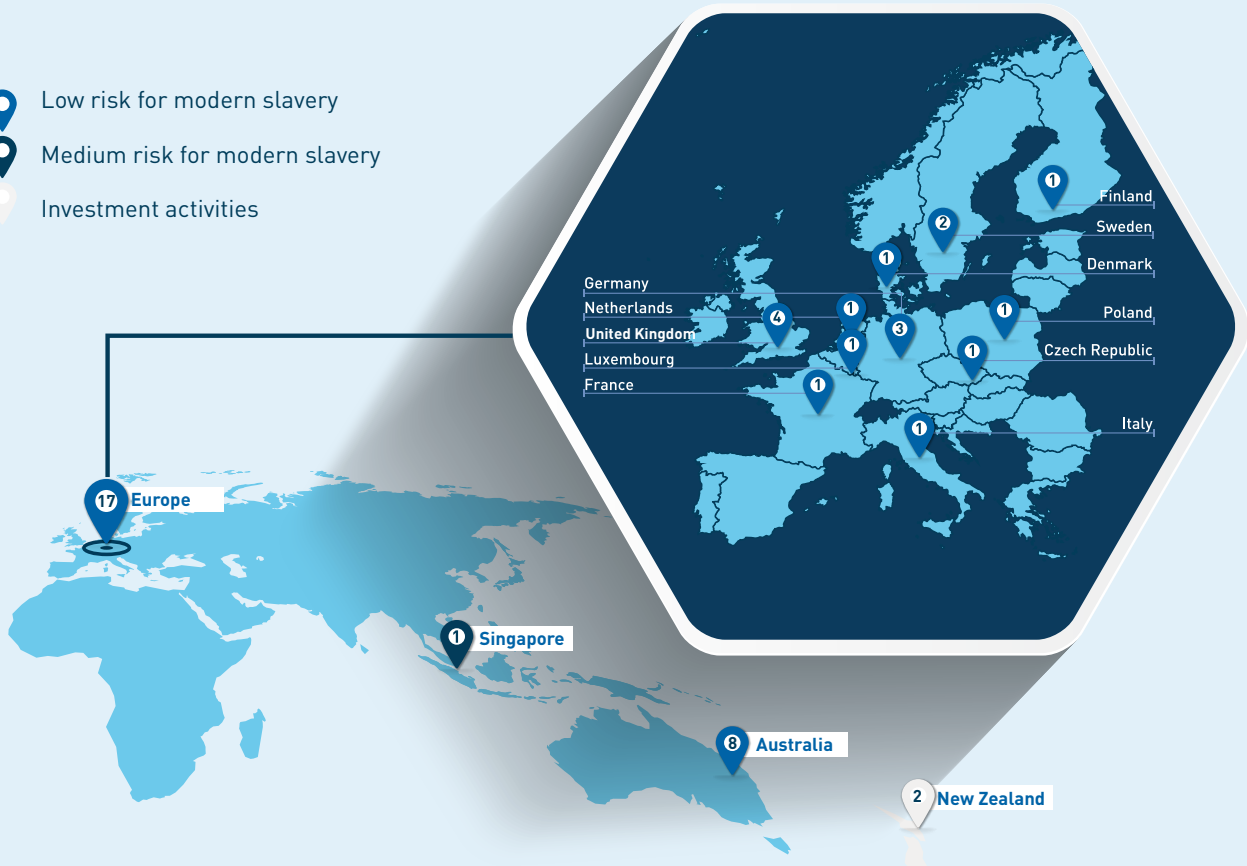 Low risk for modern slavery
Medium risk for modern slavery
Investment activities
1
Finland
2
Sweden
1
Denmark
Germany
Netherlands
1
1
Poland
4
3
United Kingdom
1
1
Czech Republic
Luxembourg
France
1
1
Italy
17
Europe
1
Singapore
8
Australia
2
New Zealand